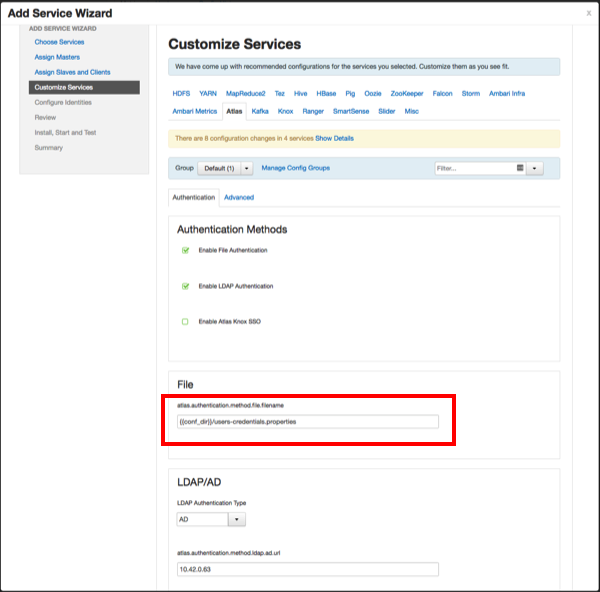 Add Service Wizard
x
ADD SERVICE WIZARD
Choose Services
Assign Masters
Assign Slaves and Clients
Customize Services
Configure Identities
Review
Install, Start and Test
Summary
Customize Services
We have come up with recommended configurations for the services you selected. Customize them as you see fit.
HDFS YARN MapReduce2 Tez Hive HBase Pig Oozie ZooKeeper Falcon Storm Ambari Infra
Ambari Metrics Atlas Kafka Knox Ranger SmartSense Slider Misc
There are 8 configuration changes in 4 services Show Details
Group Default (1) Manage Config Groups Filter...
Authentication Advanced
Authentication Methods
Enable File Authentication
Enable LDAP Authentication
Enable Atlas Knox SSO
File
atlas.authentication.method.file.filename
{{conf_dir}}/users-credentials.properties
LDAP/AD
LDAP Authentication Type
AD
atlas.authentication.method.ldap.ad.url
10.42.0.63